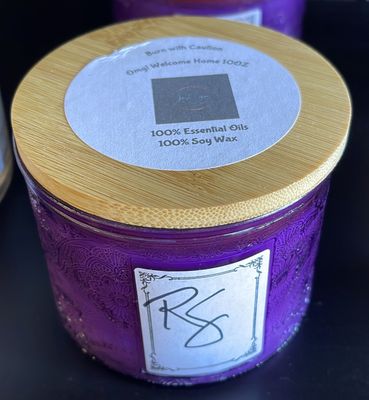 Burn with Caution
Omg! Welcome Home 10OZ
100% Essential Oils
100% Soy Wax
RS